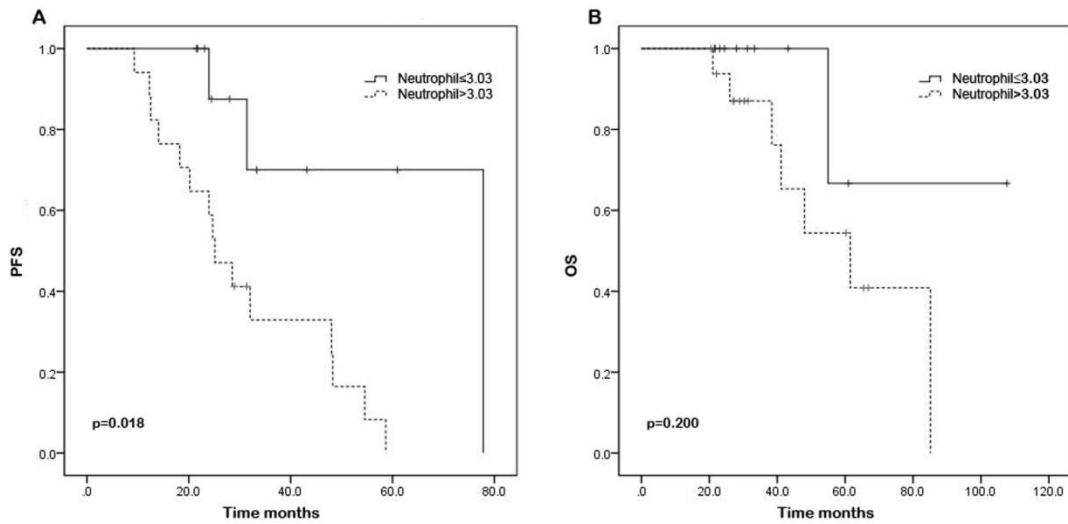 A
PFS
1.0
0.8
0.6
0.4
0.2
0.0
Neutrophil≤3.03
Neutrophil>3.03
p=0.018
.0 20.0 40.0 60.0 80.0
Time months
B
OS
1.0
0.8
0.6
0.4
0.2
0.0
Neutrophil≤3.03
Neutrophil>3.03
p=0.200
.0 20.0 40.0 60.0 80.0 100.0 120.0
Time months